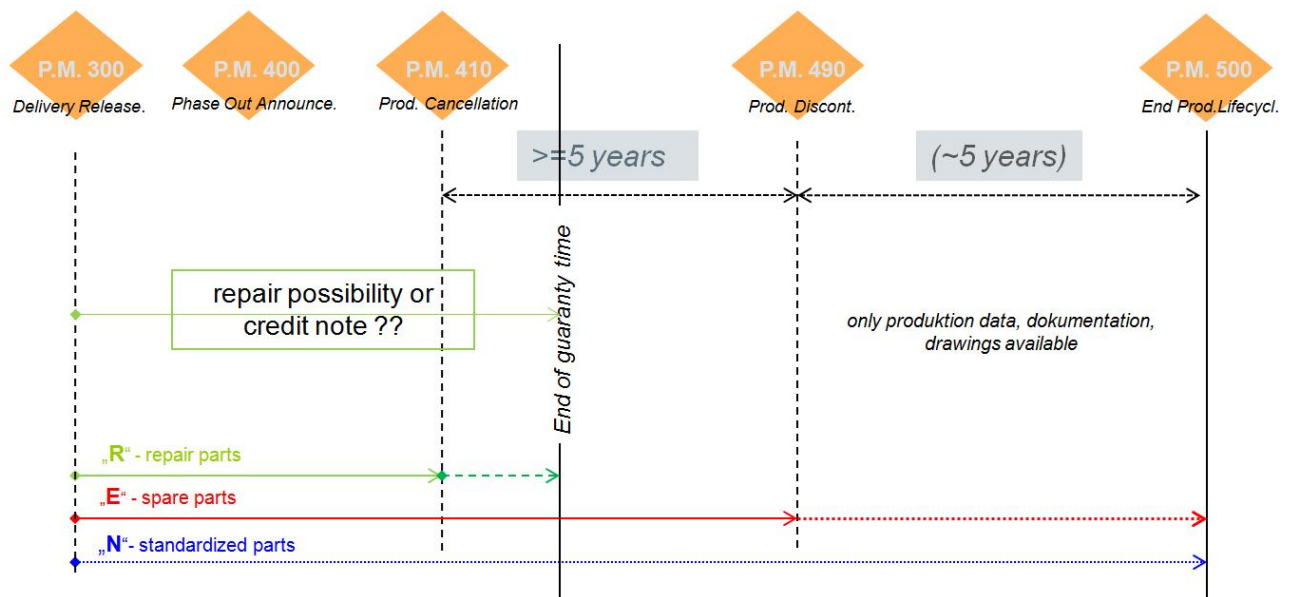 P.M. 300
P.M. 400
P.M. 410
P.M. 490
P.M. 500
Delivery Release.
Phase Out Announce.
Prod. Cancellation
Prod. Discont.
End Prod.Lifecycl.
>=5 years
(~5 years)
End of guaranty time
repair possibility or
credit note ??
only produktion data, dokumentation,
drawings available
„R“ - repair parts
„E“ - spare parts
„N“- standardized parts